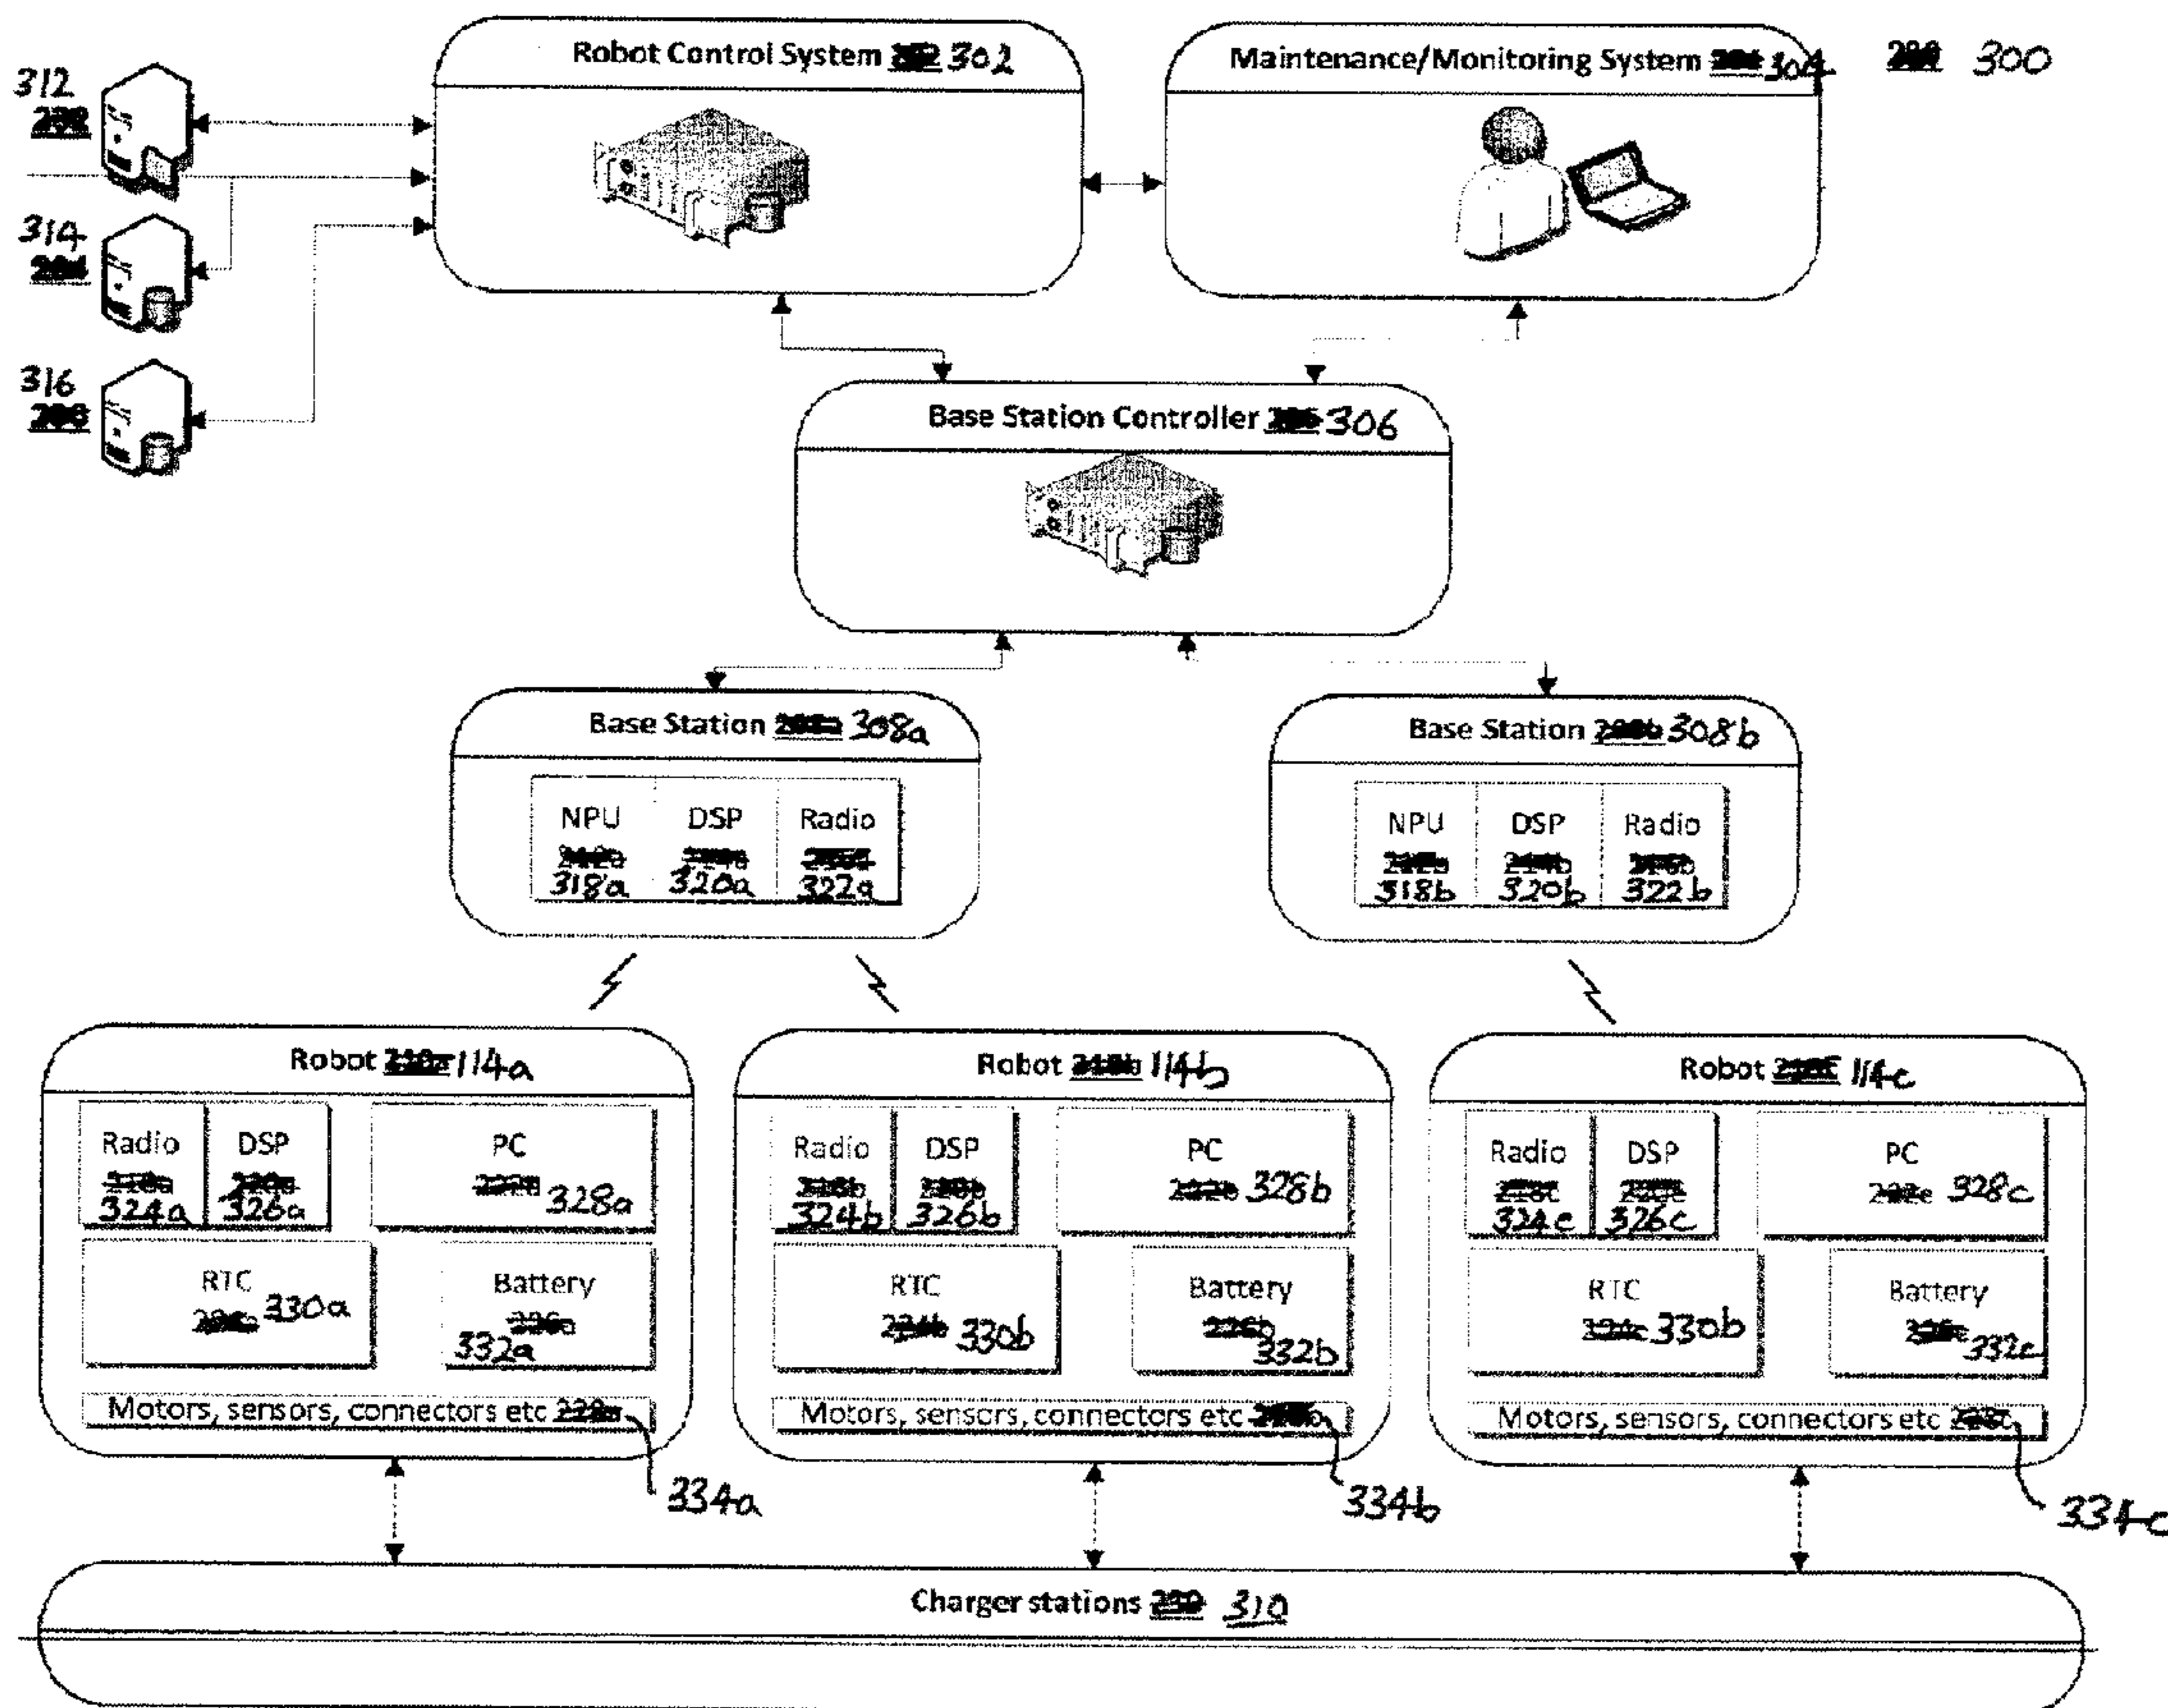 Robot Control System 302
Maintenance/Monitoring System 304
300
312
314
316
Base Station Controller 306
Base Station 308a
NPU DSP Radio
318a 320a 322a
Base Station 308b
NPU DSP Radio
318b 320b 322b
Robot 114a
Radio DSP PC
324a 326a 328a
RTC Battery
330a
332a
Motors, sensors, connectors etc
334a
Robot 114b
Radio DSP PC
324b 326b 328b
RTC Battery
330b 332b
Motors, sensors, connectors etc
334b
Robot 114c
Radio DSP PC
324c 326c 328c
RTC Battery
330b 332c
Motors, sensors, connectors etc
334c
Charger stations 310